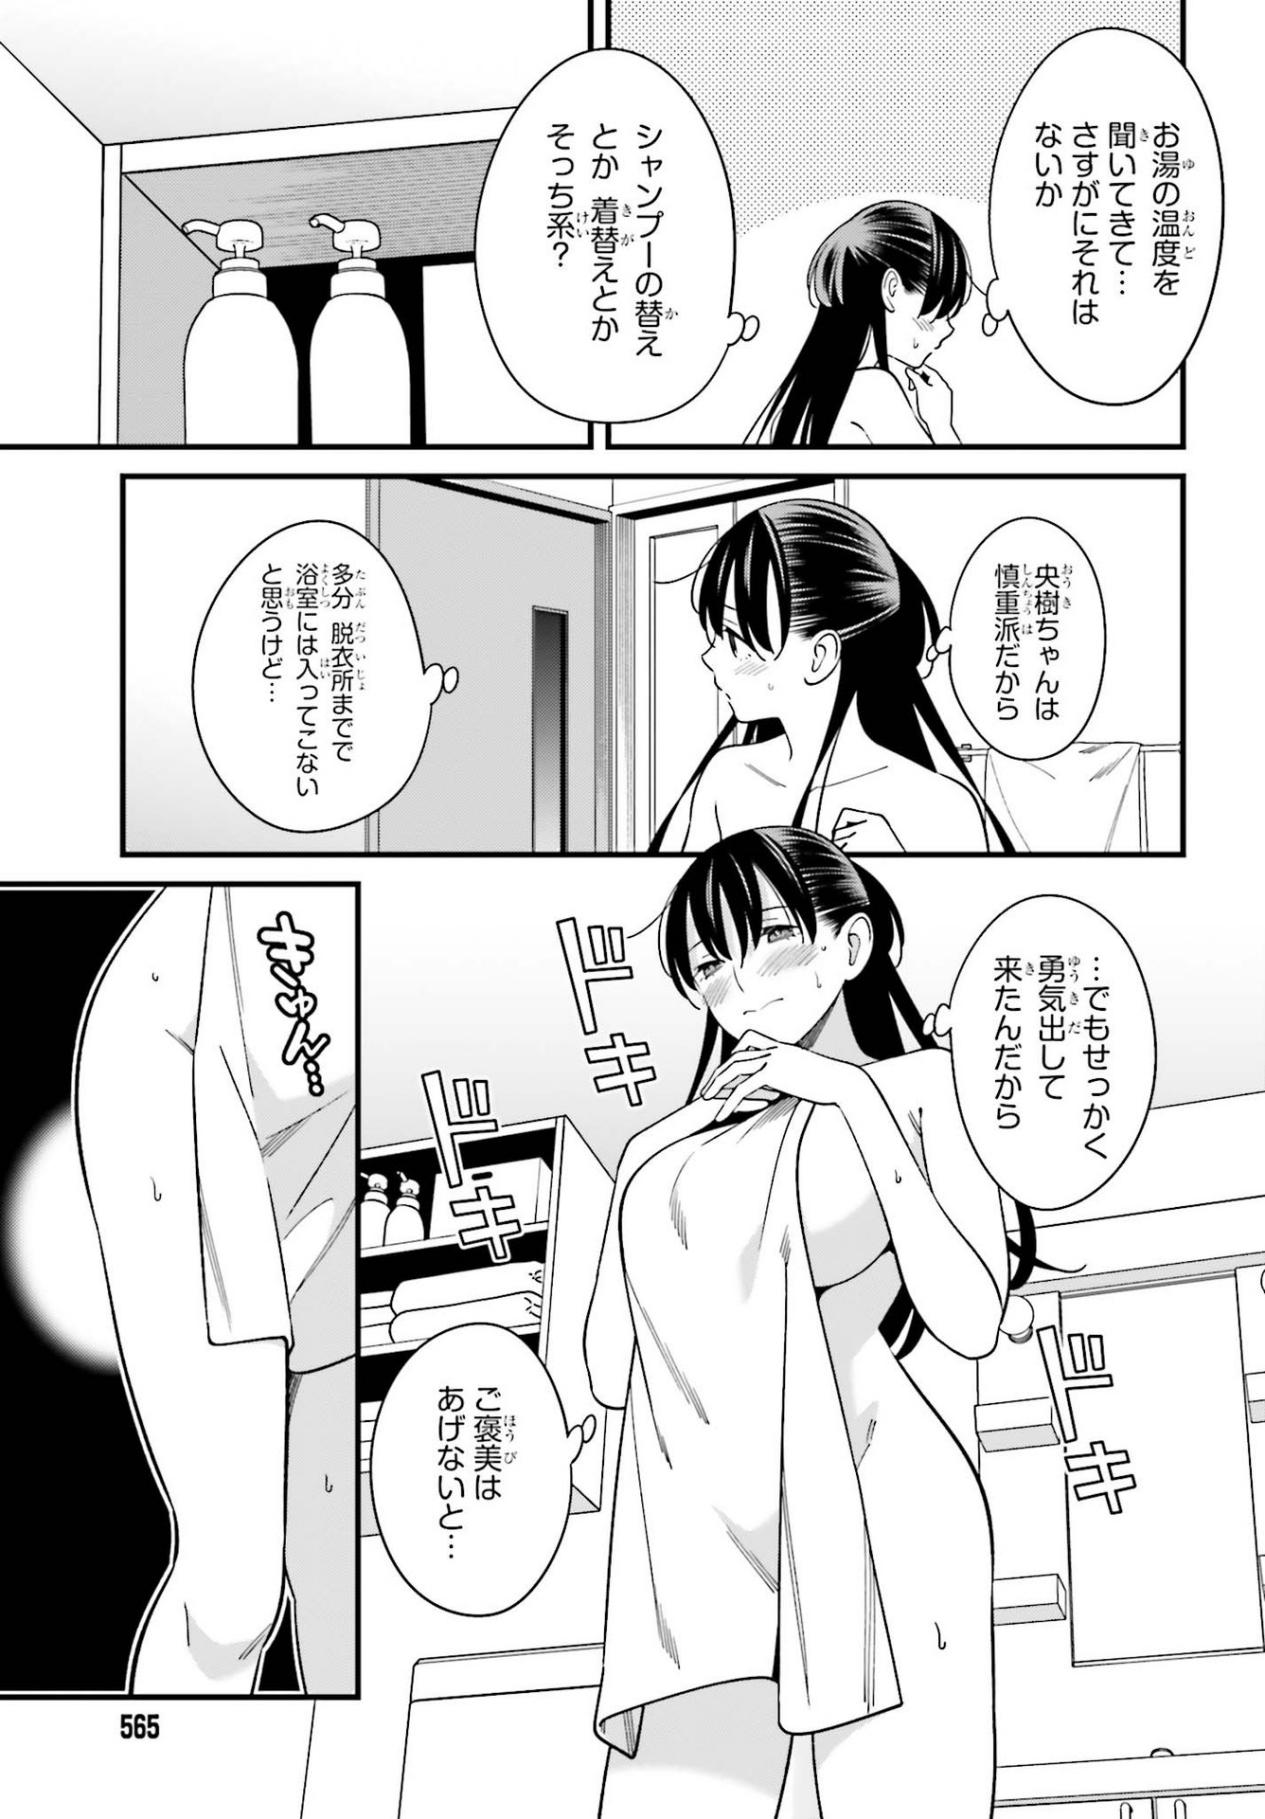 お湯の温度を
聞いてきて…
さすがにそれは
ないか
シャンプーの替え
とか 着替えとか
そっち系？
央樹ちゃんは
慎重派だから
多分 脱衣所までで
浴室には入ってこない
と思うけど…
…でもせっかく
勇気出して
来たんだから
ドキ
ドキ
ドキ
ご褒美は
あげないと…
きゅん…
565